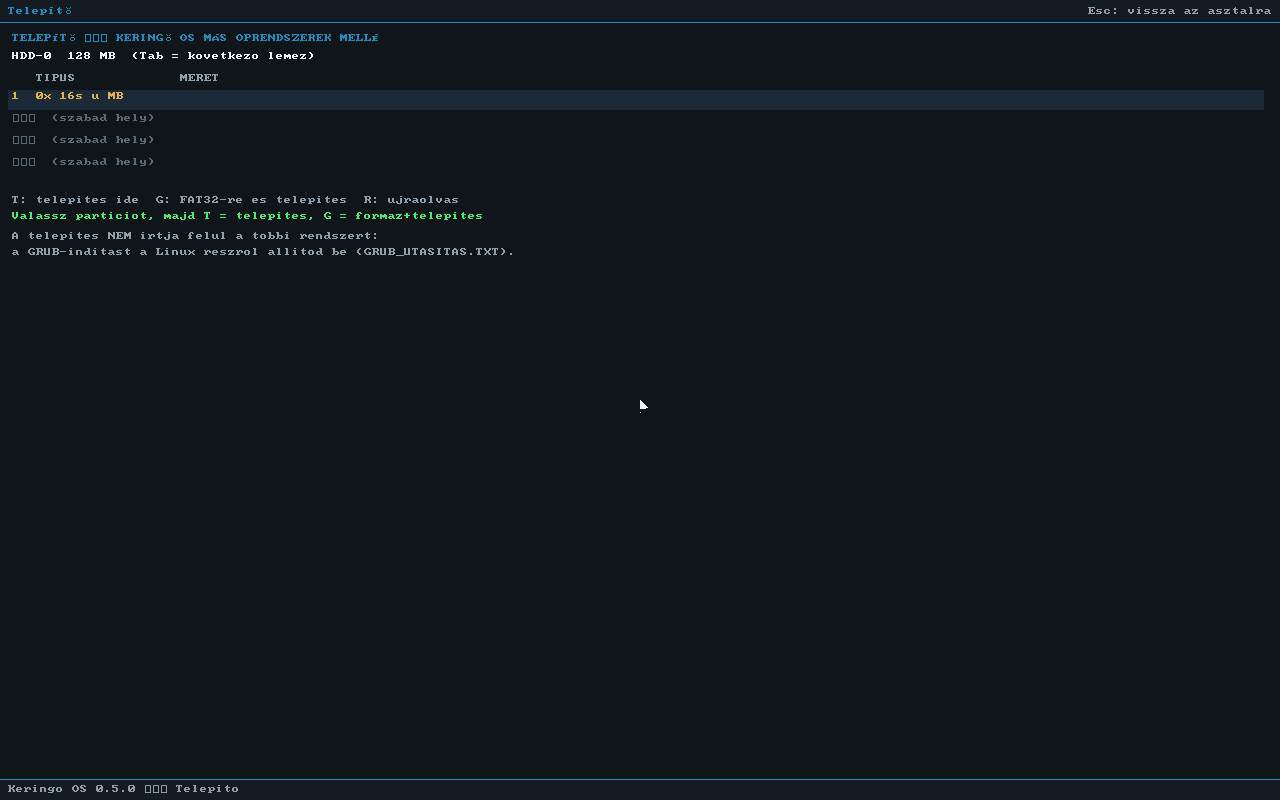 Telepítő
Esc: vissza az asztalra
TELEPÍTŐ □□□ KERINGŐ OS MÁS OPRENDSZEREK MELLÉ
HDD-0 128 MB (Tab = kovetkezo lemez)
TIPUS MERET
1 0x 16s u MB
□□□ (szabad hely)
□□□ (szabad hely)
□□□ (szabad hely)
T: telepites ide G: FAT32-re es telepites R: ujraolvas
Valassz particiot, majd T = telepites, G = formaz+telepites
A telepites NEM irtja felul a tobbi rendszert:
a GRUB-inditast a Linux reszrol allitod be (GRUB_UTASITAS.TXT).
Keringo OS 0.5.0 □□□ Telepito